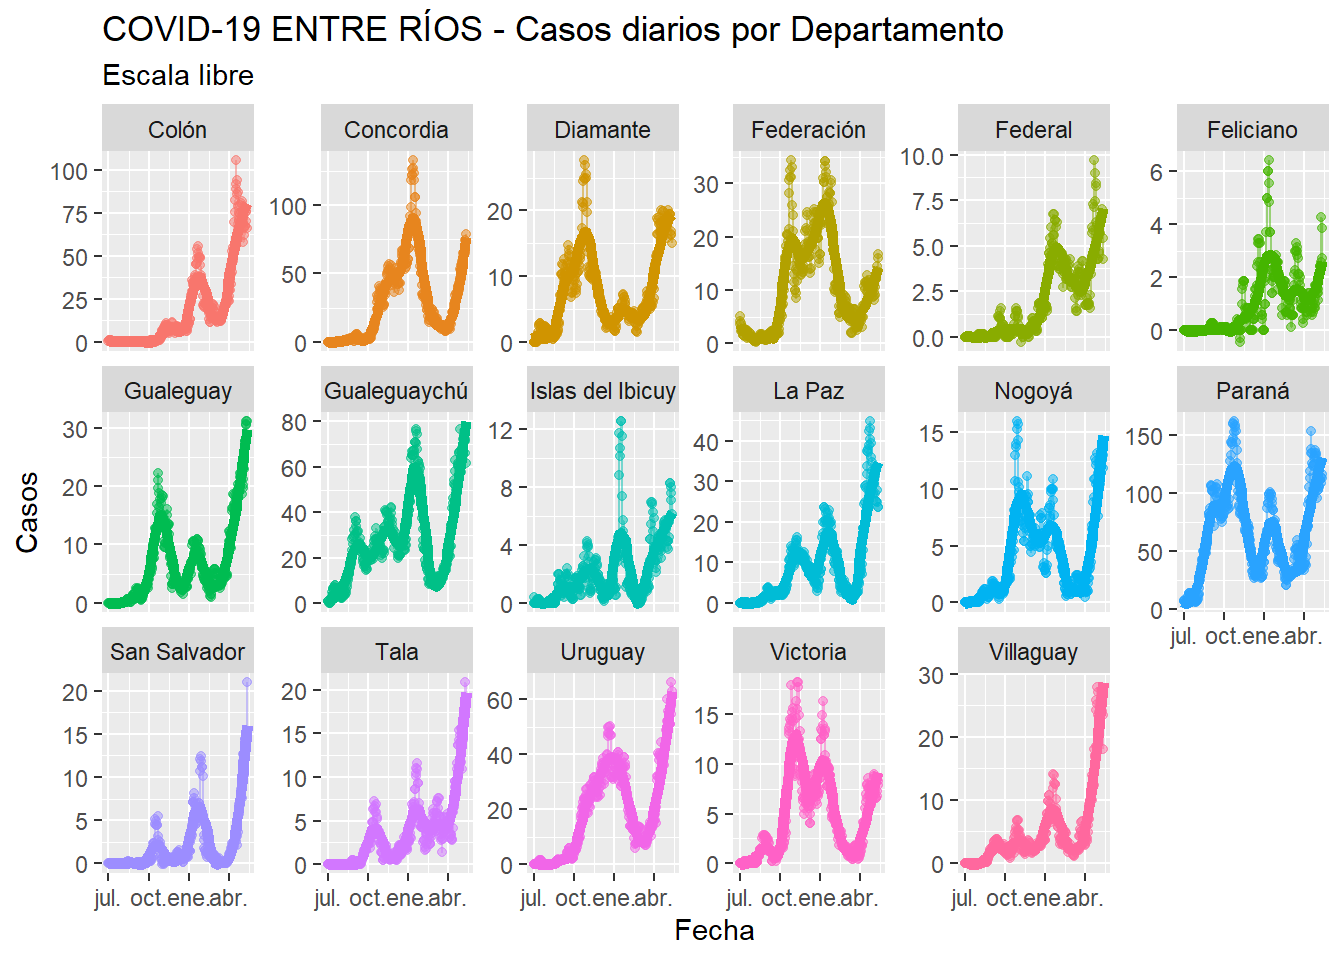 COVID-19 ENTRE RÍOS - Casos diarios por Departamento
Escala libre
Colón Concordia Diamante Federación Federal Feliciano
100 75 50 25 0
100 50 0
20 10 0
30 20 10 0
10.0 7.5 5.0 2.5 0.0
6 4 2 0
Gualeguay Gualeguaychú Islas del Ibicuy La Paz Nogoyá Paraná
30 20 10 0
80 60 40 20 0
12 8 4 0
40 30 20 10 0
15 10 5 0
150 100 50 0
jul. oct. ene. abr.
San Salvador Tala Uruguay Victoria Villaguay
20 15 10 5 0
20 15 10 5 0
60 40 20 0
15 10 5 0
30 20 10 0
jul. oct. ene. abr. jul. oct. ene. abr. jul. oct. ene. abr. jul. oct. ene. abr. jul. oct. ene. abr.
Casos
Fecha